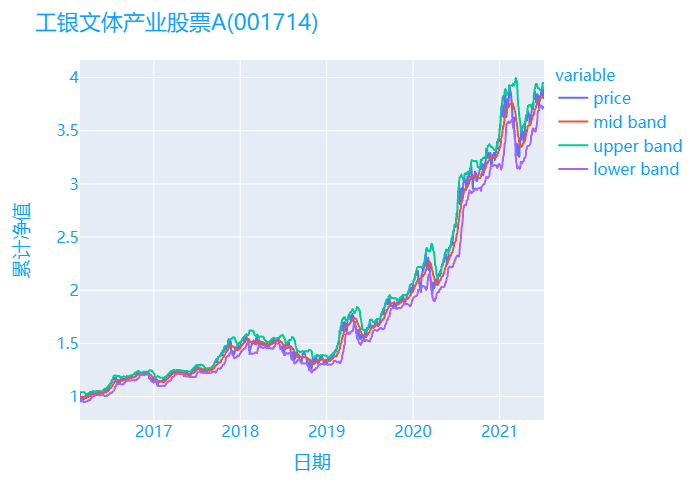 工银文体产业股票A(001714)
累计净值
4
3.5
3
2.5
2
1.5
1
2017
2018
2019
2020
2021
日期
variable
price
mid band
upper band
lower band